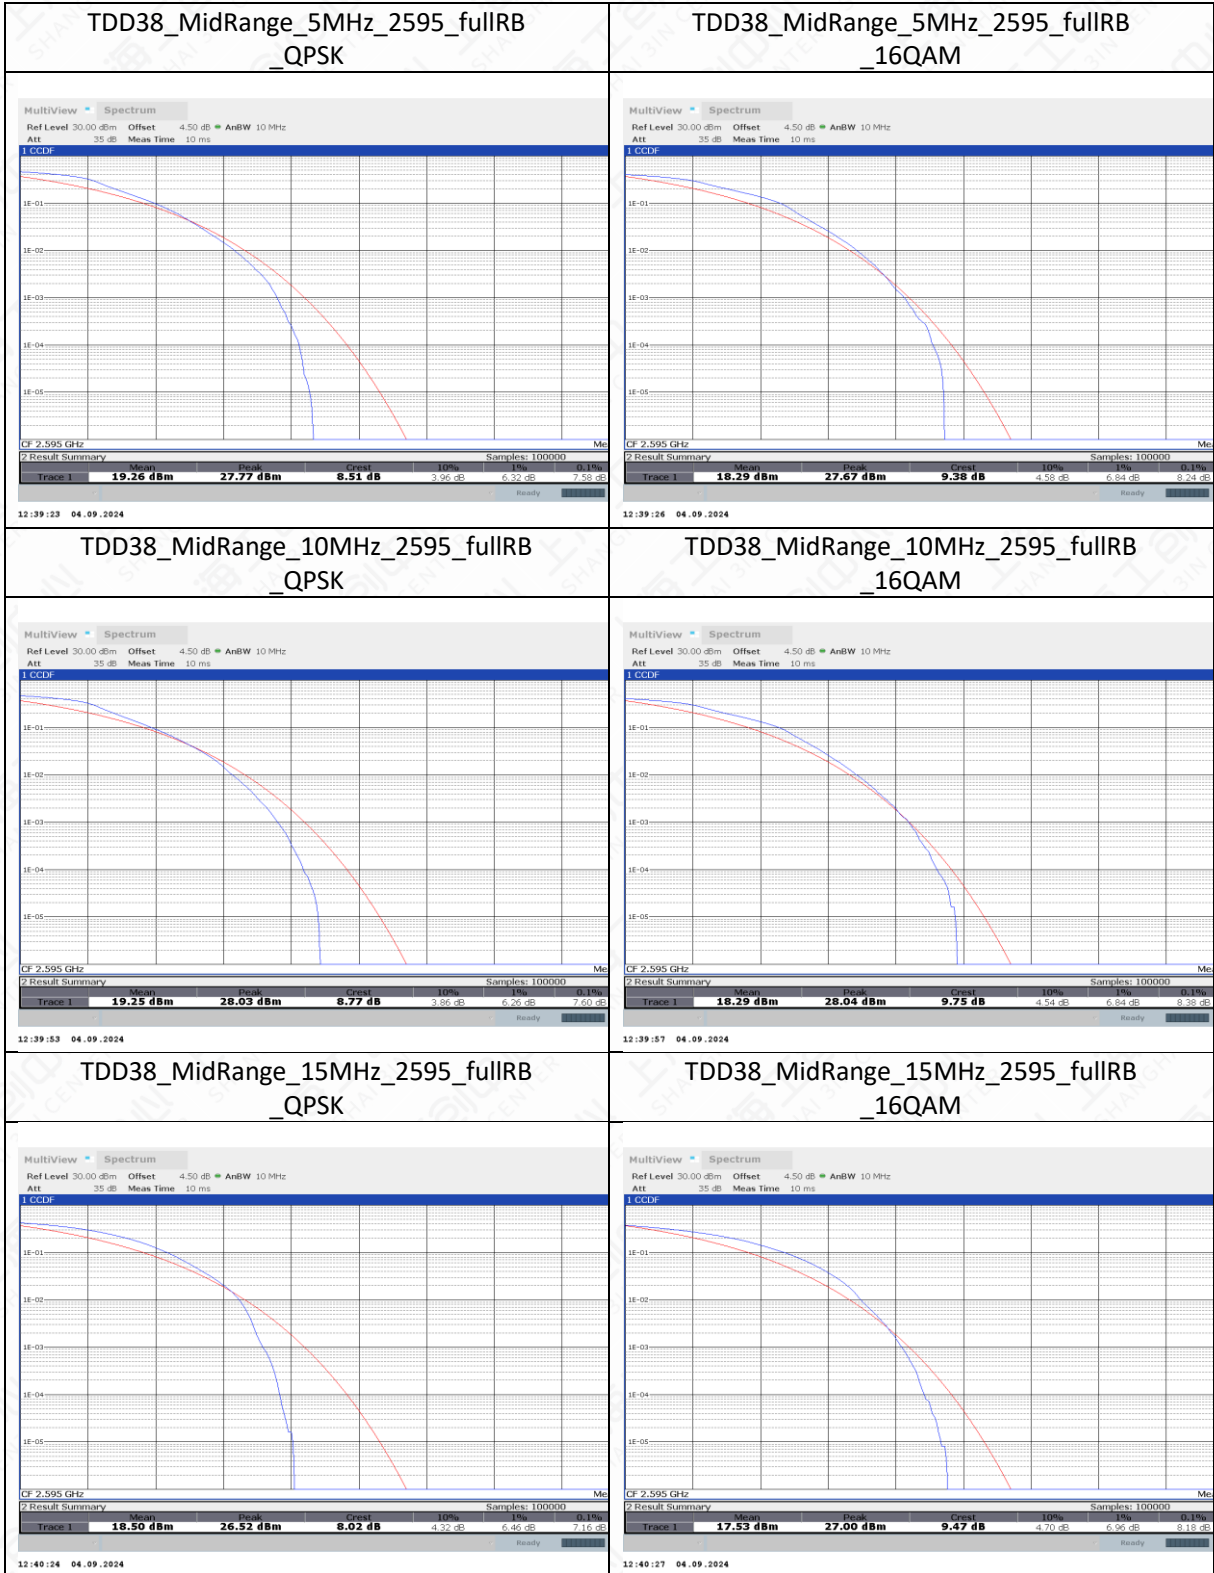 TDD38_MidRange_5MHz_2595_fullRB
_QPSK
TDD38_MidRange_5MHz_2595_fullRB
_16QAM
MultiView Spectrum
Ref Level 30.00 dBm Offset 4.50 dB AnBW 10 MHz
Att 35 dB Meas Time 10 ms
1 CCDF
1E-01
1E-02
1E-03
1E-04
1E-05
CF 2.595 GHz Me
2 Result Summary Samples: 100000
Mean Peak Crest 10% 1% 0.1%
Trace 1 19.26 dBm 27.77 dBm 8.51 dB 3.96 dB 6.32 dB 7.58 dB
Ready
12:39:23 04.09.2024
MultiView Spectrum
Ref Level 30.00 dBm Offset 4.50 dB AnBW 10 MHz
Att 35 dB Meas Time 10 ms
1 CCDF
1E-01
1E-02
1E-03
1E-04
1E-05
CF 2.595 GHz Me
2 Result Summary Samples: 100000
Mean Peak Crest 10% 1% 0.1%
Trace 1 18.29 dBm 27.67 dBm 9.38 dB 4.58 dB 6.84 dB 8.24 dB
Ready
12:39:26 04.09.2024
TDD38_MidRange_10MHz_2595_fullRB
_QPSK
TDD38_MidRange_10MHz_2595_fullRB
_16QAM
MultiView Spectrum
Ref Level 30.00 dBm Offset 4.50 dB AnBW 10 MHz
Att 35 dB Meas Time 10 ms
1 CCDF
1E-01
1E-02
1E-03
1E-04
1E-05
CF 2.595 GHz Me
2 Result Summary Samples: 100000
Mean Peak Crest 10% 1% 0.1%
Trace 1 19.25 dBm 28.03 dBm 8.77 dB 3.86 dB 6.26 dB 7.60 dB
Ready
12:39:53 04.09.2024
MultiView Spectrum
Ref Level 30.00 dBm Offset 4.50 dB AnBW 10 MHz
Att 35 dB Meas Time 10 ms
1 CCDF
1E-01
1E-02
1E-03
1E-04
1E-05
CF 2.595 GHz Me
2 Result Summary Samples: 100000
Mean Peak Crest 10% 1% 0.1%
Trace 1 18.29 dBm 28.04 dBm 9.75 dB 4.54 dB 6.84 dB 8.38 dB
Ready
12:39:57 04.09.2024
TDD38_MidRange_15MHz_2595_fullRB
_QPSK
TDD38_MidRange_15MHz_2595_fullRB
_16QAM
MultiView Spectrum
Ref Level 30.00 dBm Offset 4.50 dB AnBW 10 MHz
Att 35 dB Meas Time 10 ms
1 CCDF
1E-01
1E-02
1E-03
1E-04
1E-05
CF 2.595 GHz Me
2 Result Summary Samples: 100000
Mean Peak Crest 10% 1% 0.1%
Trace 1 18.50 dBm 26.52 dBm 8.02 dB 4.32 dB 6.46 dB 7.16 dB
Ready
12:40:24 04.09.2024
MultiView Spectrum
Ref Level 30.00 dBm Offset 4.50 dB AnBW 10 MHz
Att 35 dB Meas Time 10 ms
1 CCDF
1E-01
1E-02
1E-03
1E-04
1E-05
CF 2.595 GHz Me
2 Result Summary Samples: 100000
Mean Peak Crest 10% 1% 0.1%
Trace 1 17.53 dBm 27.00 dBm 9.47 dB 4.70 dB 6.96 dB 8.18 dB
Ready
12:40:27 04.09.2024